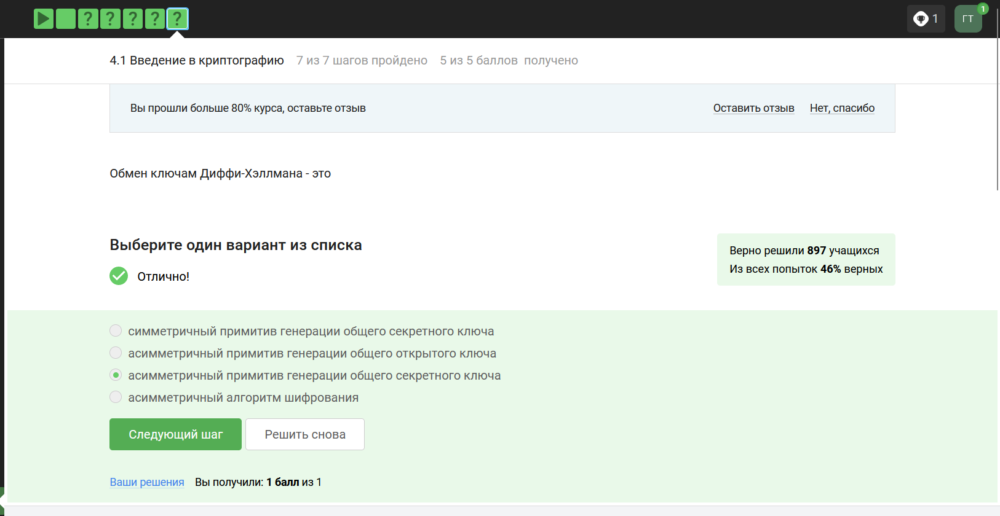 ? ? ? ? ?
1
ГТ
1
4.1 Введение в криптографию 7 из 7 шагов пройдено 5 из 5 баллов получено
Вы прошли больше 80% курса, оставьте отзыв Оставить отзыв Нет, спасибо
Обмен ключам Диффи-Хэллмана - это
Выберите один вариант из списка
Отлично!
Верно решили 897 учащихся
Из всех попыток 46% верных
симметричный примитив генерации общего секретного ключа
асимметричный примитив генерации общего открытого ключа
асимметричный примитив генерации общего секретного ключа
асимметричный алгоритм шифрования
Следующий шаг Решить снова
Ваши решения Вы получили: 1 балл из 1